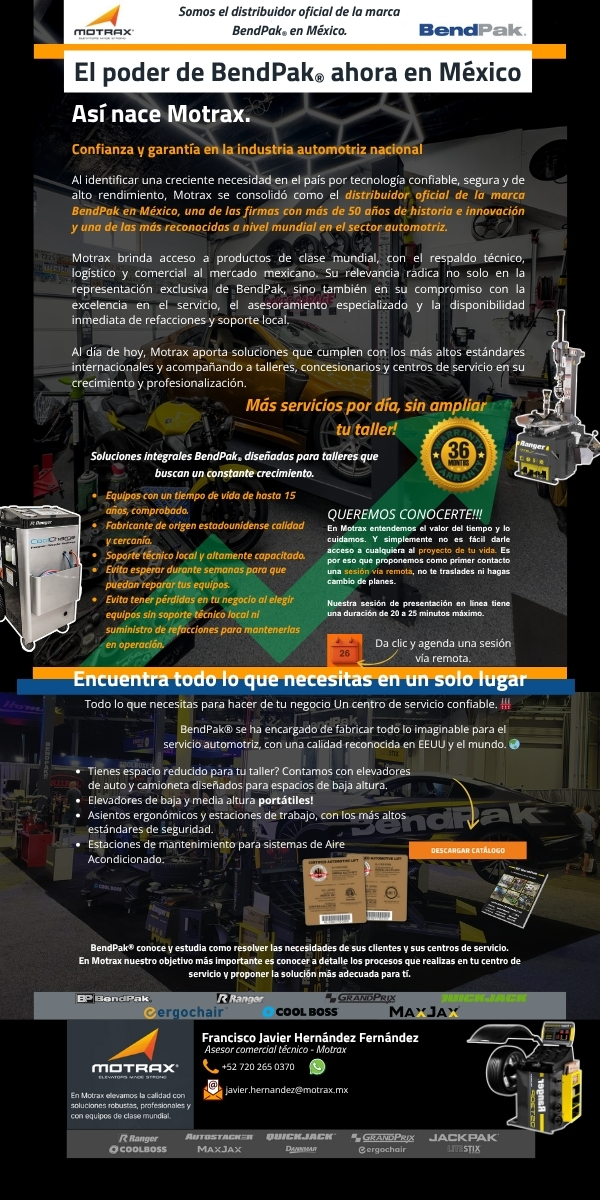 MOTRAX
ELEVATORS MADE STRONG
Somos el distribuidor oficial de la marca
BendPak® en México.
BendPak.
El poder de BendPak® ahora en México
Así nace Motrax.
Confianza y garantía en la industria automotriz nacional
Al identificar una creciente necesidad en el país por tecnología confiable, segura y de
alto rendimiento, Motrax se consolidó como el distribuidor oficial de la marca
BendPak en México, una de las firmas con más de 50 años de historia e innovación
y una de las más reconocidas a nivel mundial en el sector automotriz.
Motrax brinda acceso a productos de clase mundial, con el respaldo técnico,
logístico y comercial al mercado mexicano. Su relevancia radica no solo en la
representación exclusiva de BendPak, sino también en su compromiso con la
excelencia en el servicio, el asesoramiento especializado y la disponibilidad
inmediata de refacciones y soporte local.
Al día de hoy, Motrax aporta soluciones que cumplen con los más altos estándares
internacionales y acompañando a talleres, concesionarios y centros de servicio en su
crecimiento y profesionalización.
Más servicios por día, sin ampliar
tu taller!
WARRANTY
36
MONTHS
WARRANTY
Ranger
Soluciones integrales BendPak®, diseñadas para talleres que
buscan un constante crecimiento.
Equipos con un tiempo de vida de hasta 15
años, comprobado.
Fabricante de origen estadounidense calidad
y cercanía.
Soporte técnico local y altamente capacitado.
Evita esperar durante semanas para que
puedan reparar tus equipos.
Evita tener pérdidas en tu negocio al elegir
equipos sin soporte técnico local ni
suministro de refacciones para mantenerlas
en operación.
Ranger
CoolCharge
QUEREMOS CONOCERTE!!!
En Motrax entendemos el valor del tiempo y lo
cuidamos. Y simplemente no es fácil darle
acceso a cualquiera al proyecto de tu vida. Es
por eso que proponemos como primer contacto
una sesión vía remota, no te traslades ni hagas
cambio de planes.
Nuestra sesión de presentación en línea tiene
una duración de 20 a 25 minutos máximo.
26
Da clic y agenda una sesión
vía remota.
Encuentra todo lo que necesitas en un solo lugar
Todo lo que necesitas para hacer de tu negocio Un centro de servicio confiable.
BendPak® se ha encargado de fabricar todo lo imaginable para el
servicio automotriz, con una calidad reconocida en EEUU y el mundo.
Tienes espacio reducido para tu taller? Contamos con elevadores
de auto y camioneta diseñados para espacios de baja altura.
Elevadores de baja y media altura portátiles!
Asientos ergonómicos y estaciones de trabajo, con los más altos
estándares de seguridad.
Estaciones de mantenimiento para sistemas de Aire
Acondicionado.
BendPak
DESCARGAR CATÁLOGO
BendPak® conoce y estudia como resolver las necesidades de sus clientes y sus centros de servicio.
En Motrax nuestro objetivo más importante es conocer a detalle los procesos que realizas en tu centro de
servicio y proponer la solución más adecuada para tí.
BP BendPak
Ranger
GRANDPRIX
QUICKJACK
ergochair
COOL BOSS
MAXJAX
MOTRAX
ELEVATORS MADE STRONG
En Motrax elevamos la calidad con
soluciones robustas, profesionales y
con equipos de clase mundial.
Francisco Javier Hernández Fernández
Asesor comercial técnico - Motrax
+52 720 265 0370
javier.hernandez@motrax.mx
Ranger
Ranger
AUTOSTACKER
QUICKJACK
GRANDPRIX
JACKPAK
COOLBOSS
MAXJAX
DANNMAR
ergochair
LITESTIX